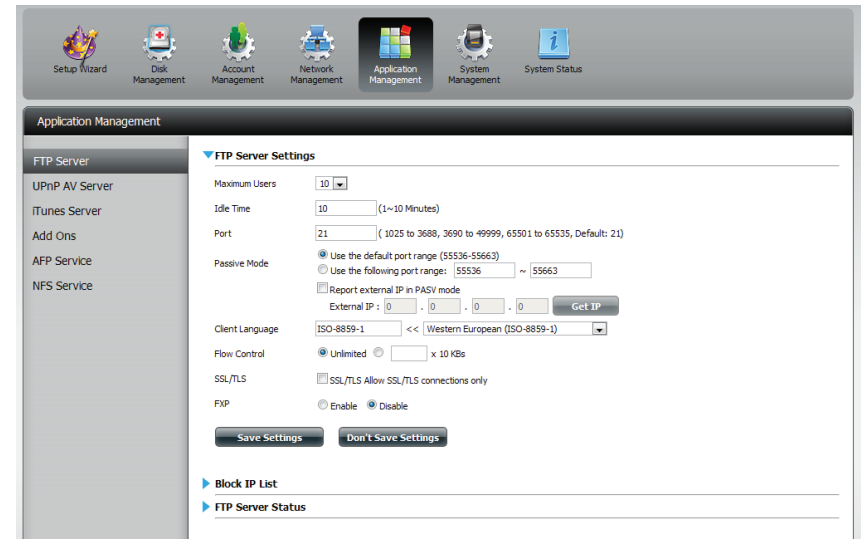 Setup Wizard
Disk Management
Account Management
Network Management
Application Management
System Management
System Status
Application Management
FTP Server
UPnP AV Server
iTunes Server
Add Ons
AFP Service
NFS Service
FTP Server Settings
Maximum Users 10
Idle Time 10 (1~10 Minutes)
Port 21 ( 1025 to 3688, 3690 to 49999, 65501 to 65535, Default: 21)
Passive Mode Use the default port range (55536-55663)
Use the following port range: 55536 ~ 55663
Report external IP in PASV mode
External IP : 0 . 0 . 0 . 0 Get IP
Client Language ISO-8859-1 << Western European (ISO-8859-1)
Flow Control Unlimited x 10 KBs
SSL/TLS SSL/TLS Allow SSL/TLS connections only
FXP Enable Disable
Save Settings Don't Save Settings
Block IP List
FTP Server Status